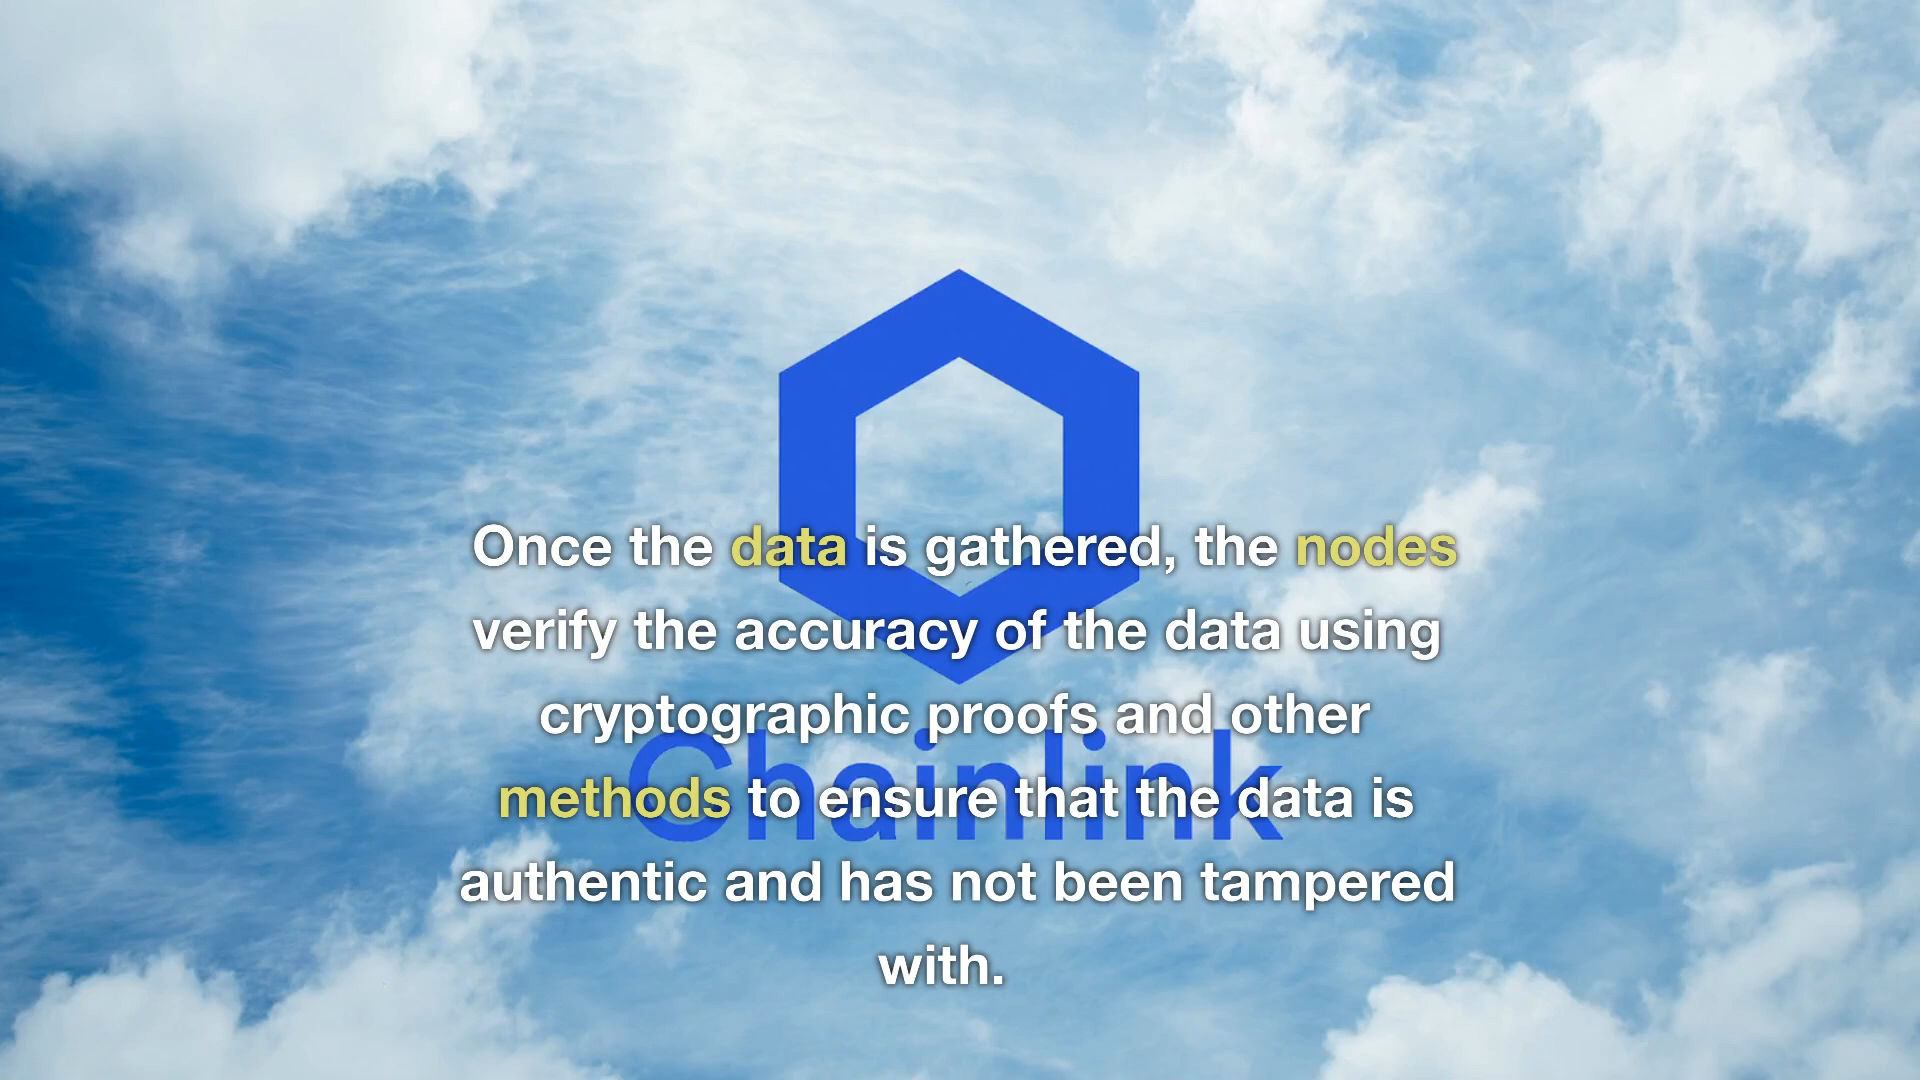 Once the data is gathered, the nodes
verify the accuracy of the data using
cryptographic proofs and other
Chainlink
methods to ensure that the data is
authentic and has not been tampered
with.